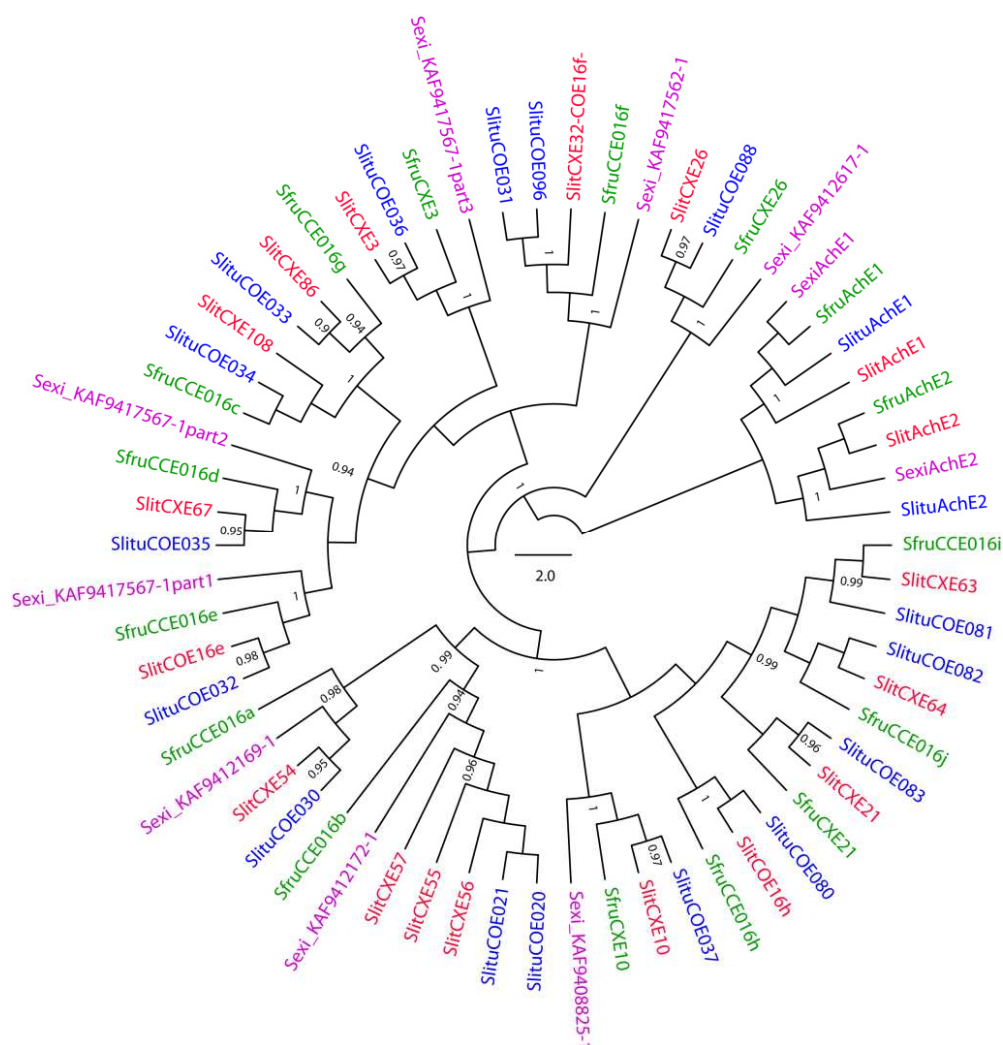 Sexi_KAF9417567-1part3
SlituCOE031
SlituCOE096
SlitCXE32-COE16f-
SfruCCE016f
Sexi_KAF9417562-1
SlitCXE26
SlituCOE088
SfruCXE26
Sexi_KAF9412617-1
SexiAchE1
SfruAchE1
SlituAchE1
SlitAchE1
SfruAchE2
SlitAchE2
SexiAchE2
SlituAchE2
SfruCCE016i
SlitCXE63
SlituCOE081
SlituCOE082
SlitCXE64
SfruCCE016j
SlituCOE083
SlitCXE21
SfruCXE21
SlituCOE080
SlitCOE16h
SfruCCE016h
SlituCOE037
SlitCXE10
SfruCXE10
Sexi_KAF9408825-1
SlituCOE020
SlituCOE021
SlitCXE56
SlitCXE55
SlitCXE57
Sexi_KAF9412172-1
SfruCCE016b
SlituCOE030
SlitCXE54
Sexi_KAF9412169-1
SfruCCE016a
SlituCOE032
SlitCOE16e
SfruCCE016e
Sexi_KAF9417567-1part1
SlituCOE035
SlitCXE67
SfruCCE016d
Sexi_KAF9417567-1part2
SfruCCE016c
SlituCOE034
SlitCXE108
SlituCOE033
SlitCXE86
SfruCCE016g
SlitCXE3
SlituCOE036
SfruCXE3
0.97
1
1
1
0.97
1
1
1
0.99
0.99
0.96
1
0.97
1
1
0.96
0.94
0.99
0.98
0.95
0.98
1
0.95
1
0.94
1
0.9
0.94
1
2.0